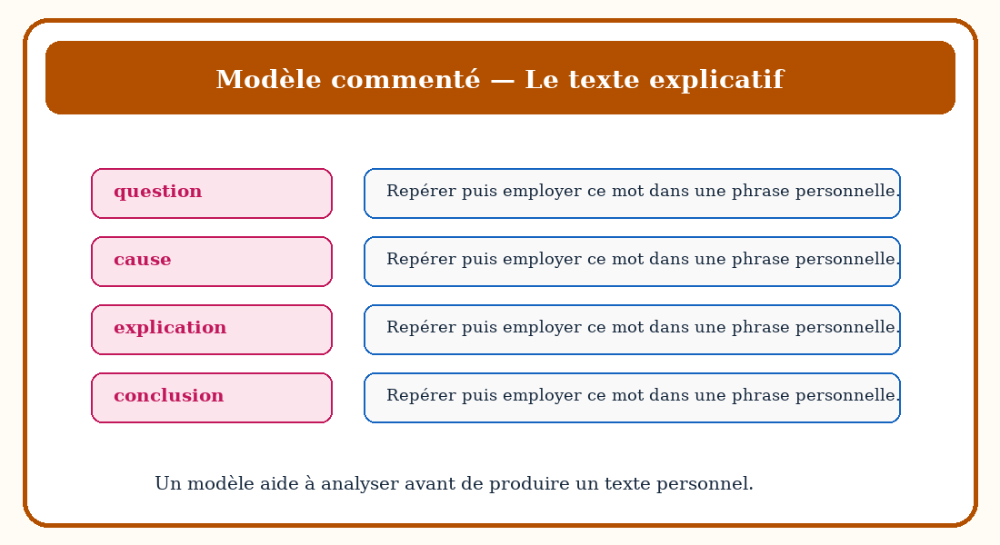 Modèle commenté — Le texte explicatif
question
Repérer puis employer ce mot dans une phrase personnelle.
cause
Repérer puis employer ce mot dans une phrase personnelle.
explication
Repérer puis employer ce mot dans une phrase personnelle.
conclusion
Repérer puis employer ce mot dans une phrase personnelle.
Un modèle aide à analyser avant de produire un texte personnel.